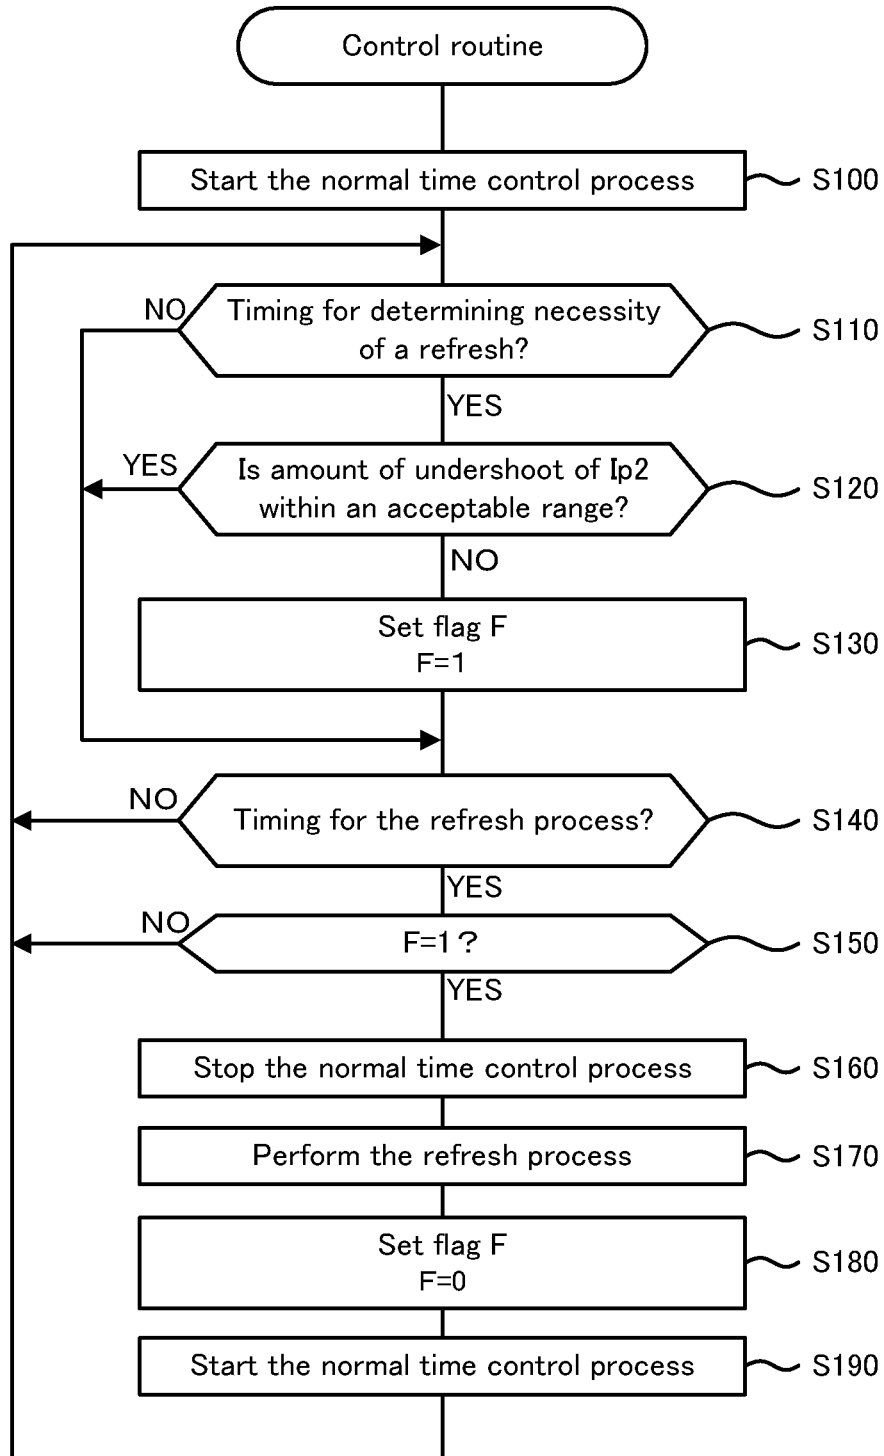 Control routine
Start the normal time control process
S100
NO
Timing for determining necessity
of a refresh?
S110
YES
YES
Is amount of undershoot of Ip2
within an acceptable range?
S120
NO
Set flag F
F=1
S130
NO
Timing for the refresh process?
S140
YES
NO
F=1?
S150
YES
Stop the normal time control process
S160
Perform the refresh process
S170
Set flag F
F=0
S180
Start the normal time control process
S190